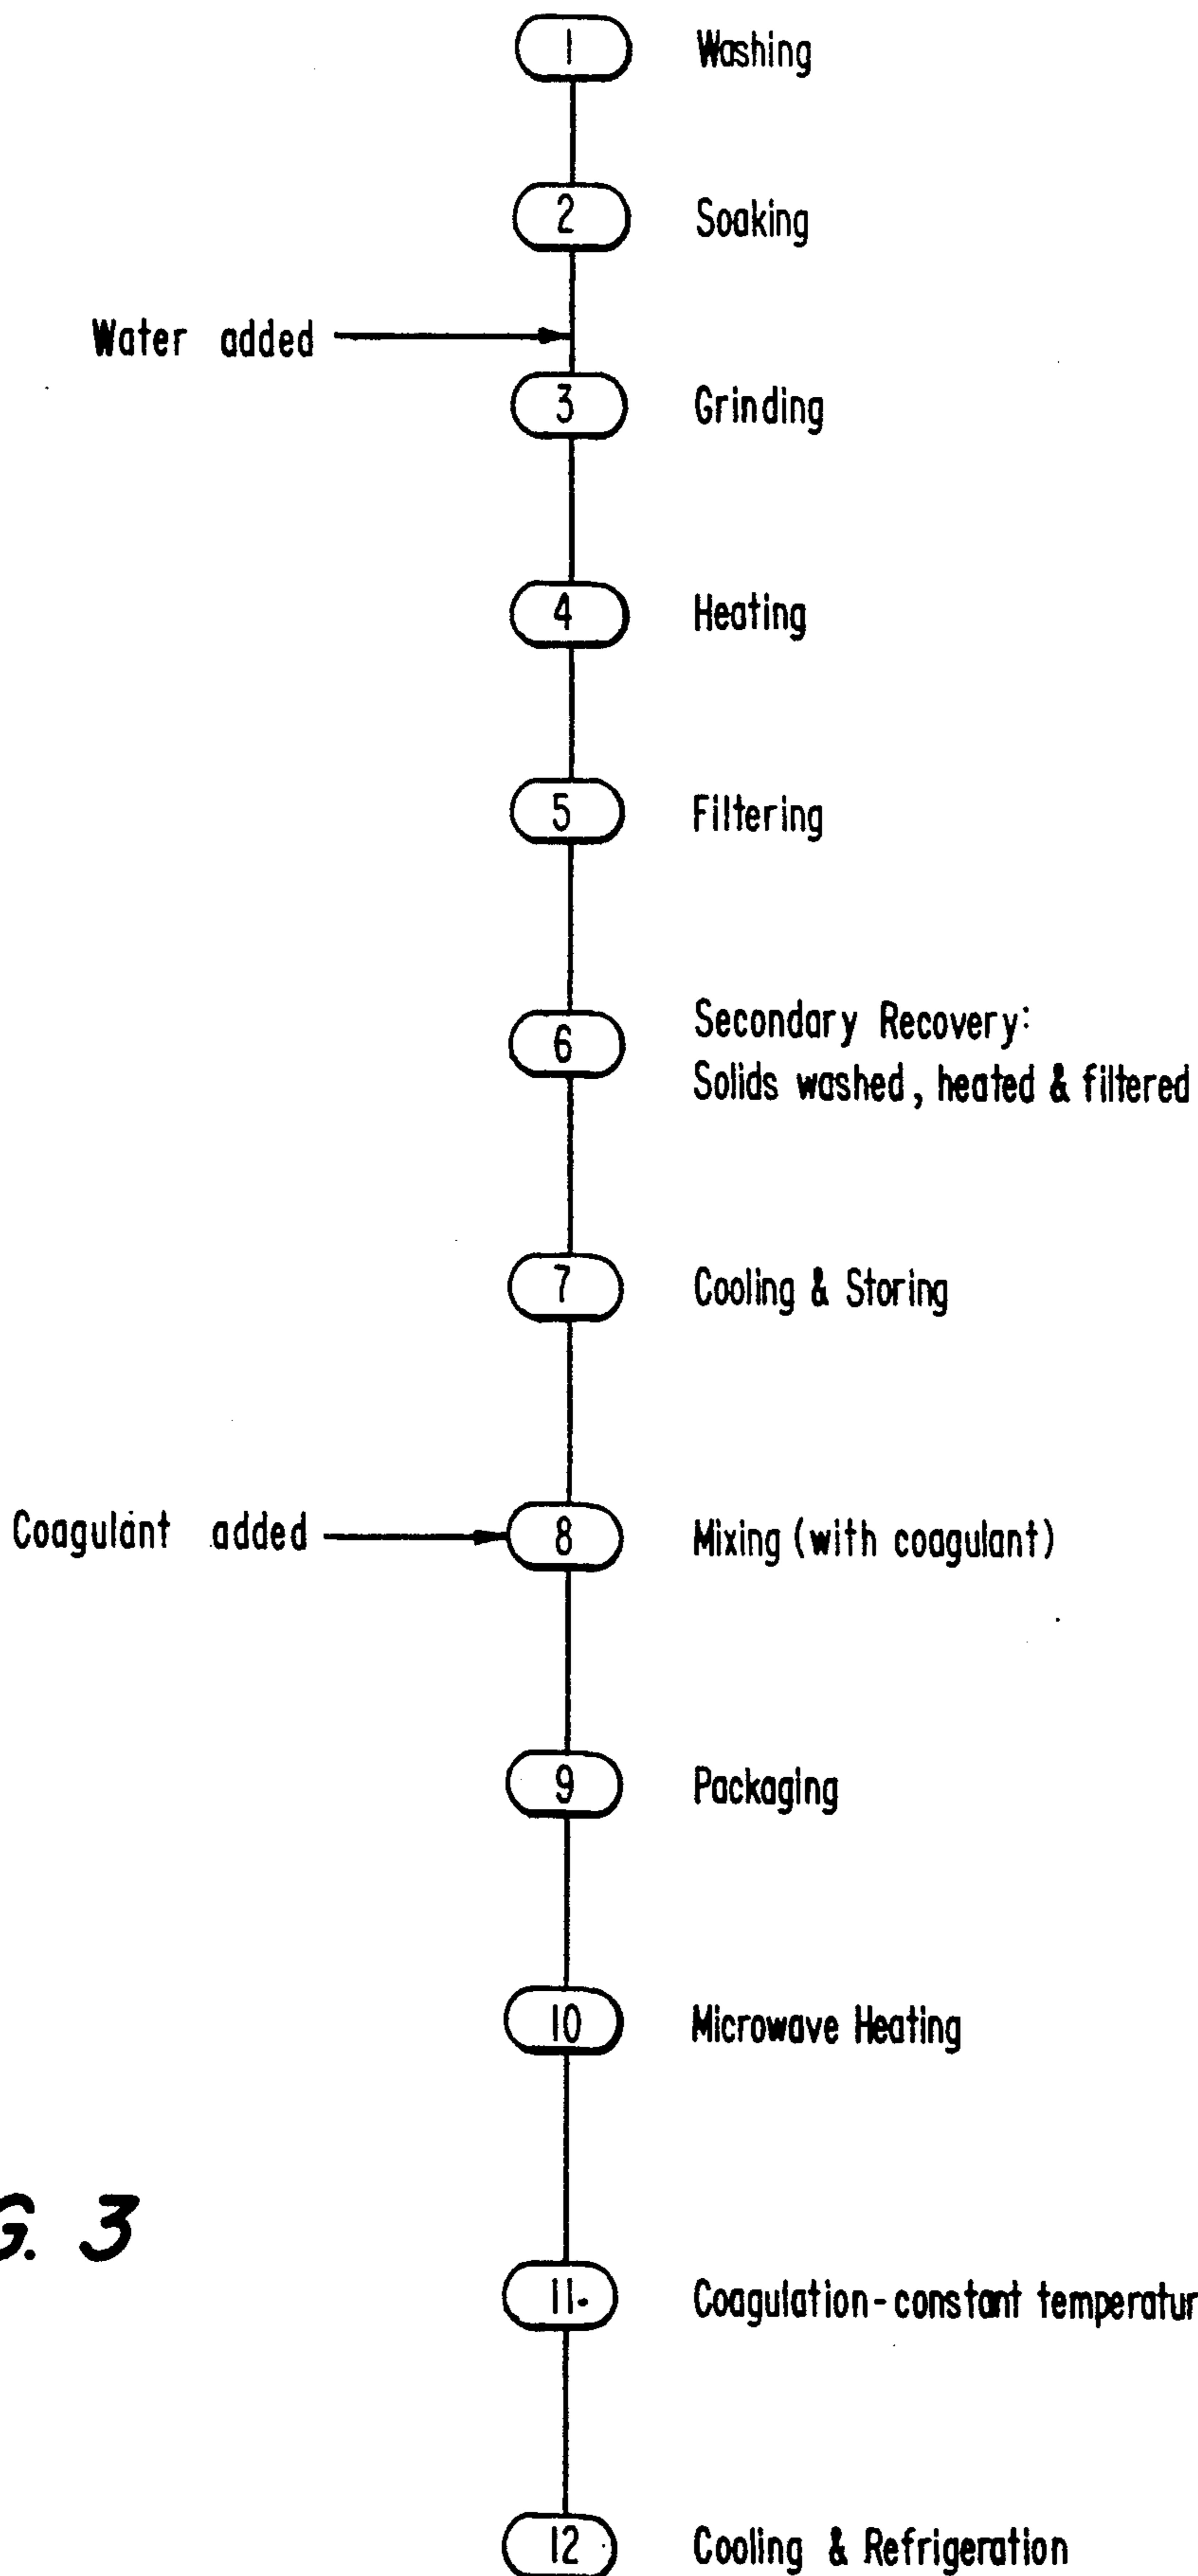 1 Washing
2 Soaking
Water added
3 Grinding
4 Heating
5 Filtering
6 Secondary Recovery:
Solids washed, heated & filtered
7 Cooling & Storing
Coagulant added
8 Mixing (with coagulant)
9 Packaging
10 Microwave Heating
G. 3
11. Coagulation-constant temperatur
12 Cooling & Refrigeration